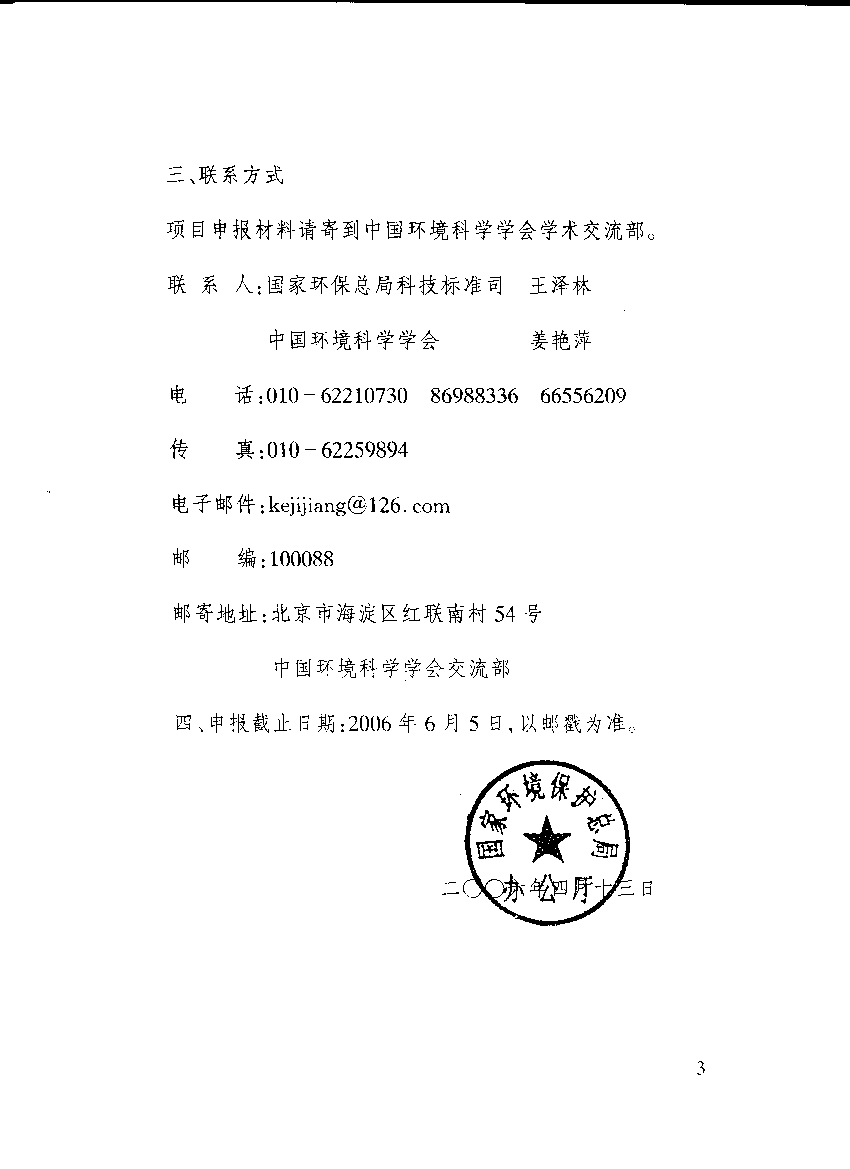 三、联系方式
项目申报材料请寄到中国环境科学学会学术交流部。
联 系 人:国家环保总局科技标准司 王泽林
中国环境科学学会 姜艳萍
电 话:010-62210730 86988336 66556209
传 真:010-62259894
电子邮件:kejijiang@126.com
邮 编:100088
邮寄地址:北京市海淀区红联南村 54 号
中国环境科学学会交流部
四、申报截止日期:2006 年 6 月 5 日,以邮戳为准。
国家环境保护总局
办公厅
二〇〇六年四月十三日
3